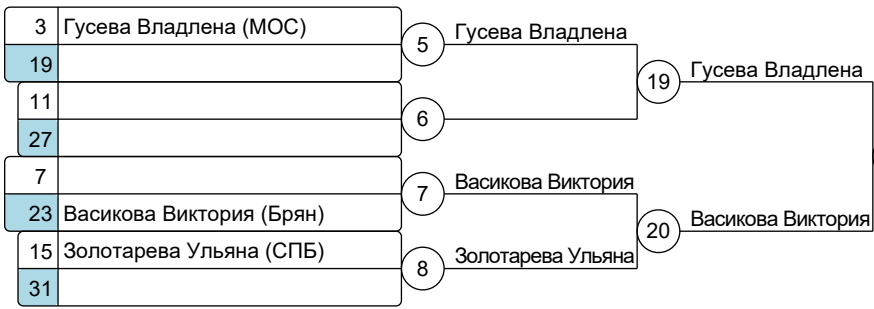 3 Гусева Владлена (МОС)
19
5 Гусева Владлена
11
27
6
19 Гусева Владлена
7
23 Васикова Виктория (Брян)
7 Васикова Виктория
15 Золотарева Ульяна (СПБ)
31
8 Золотарева Ульяна
20 Васикова Виктория